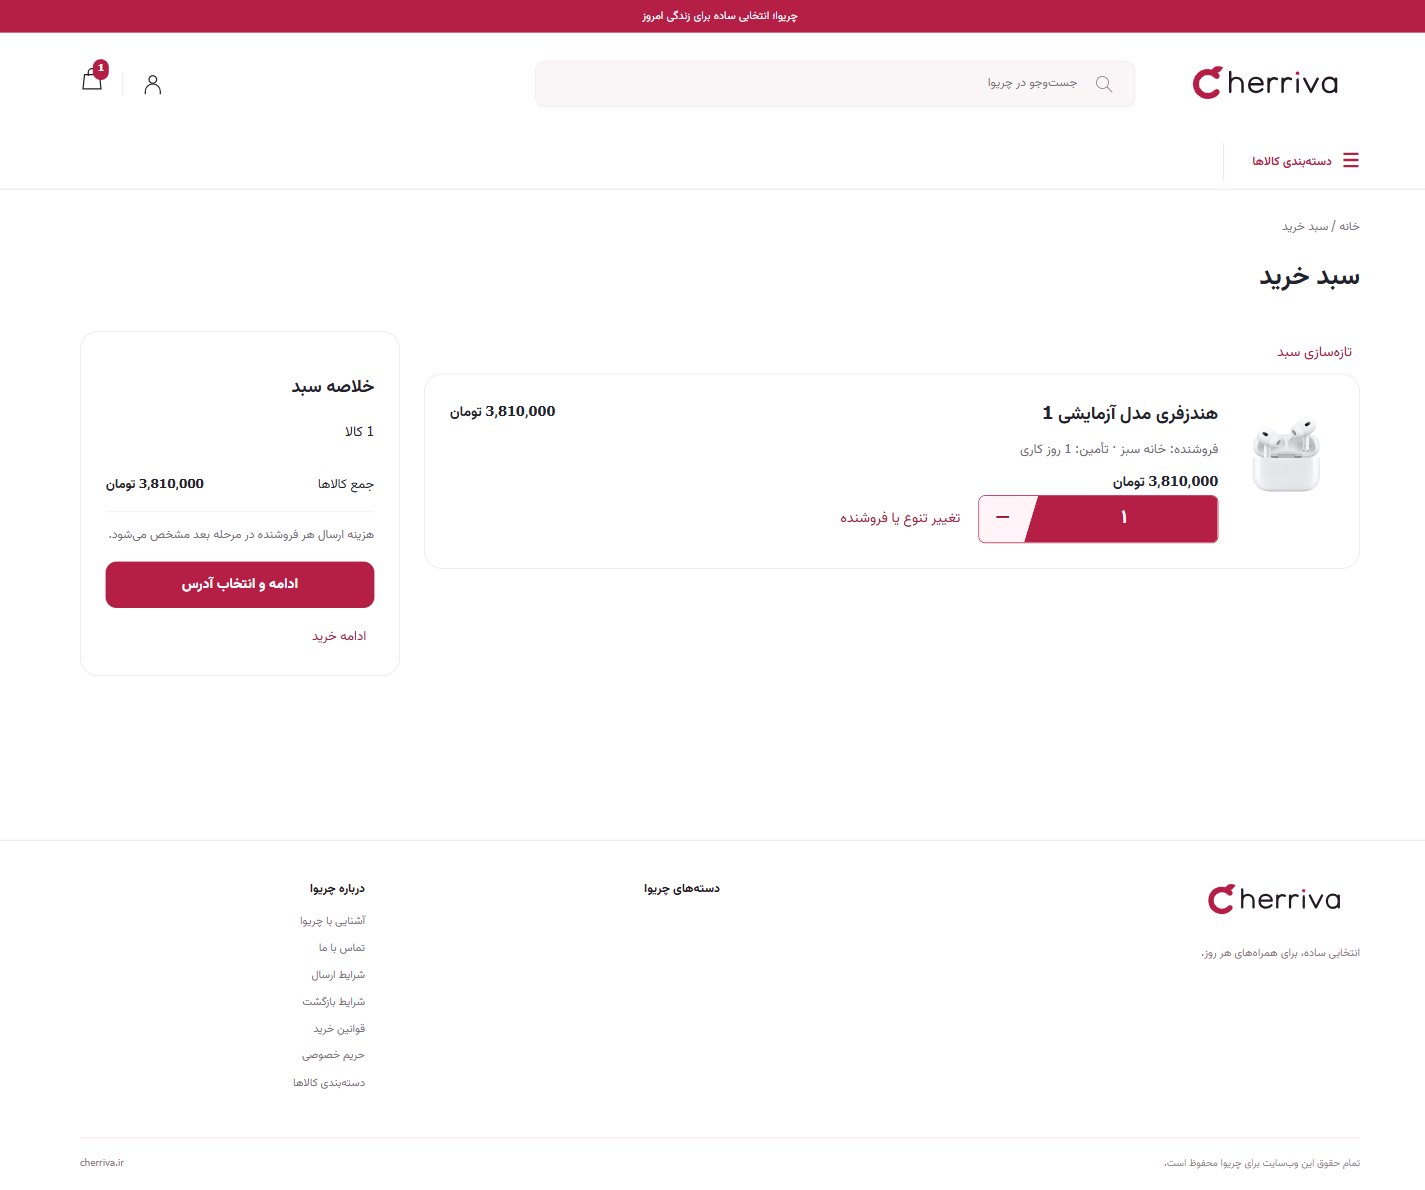 چریوا؛ انتخابی ساده برای زندگی امروز
Cherriva
جست‌وجو در چریوا
1
دسته‌بندی کالاها
خانه / سبد خرید
سبد خرید
تازه‌سازی سبد
هندزفری مدل آزمایشی 1
3,810,000 تومان
فروشنده: خانه سبز · تأمین: 1 روز کاری
3,810,000 تومان
۱
−
تغییر تنوع یا فروشنده
خلاصه سبد
1 کالا
جمع کالاها
3,810,000 تومان
هزینه ارسال هر فروشنده در مرحله بعد مشخص می‌شود.
ادامه و انتخاب آدرس
ادامه خرید
Cherriva
انتخابی ساده، برای همراه‌های هر روز.
دسته‌های چریوا
درباره چریوا
آشنایی با چریوا
تماس با ما
شرایط ارسال
شرایط بازگشت
قوانین خرید
حریم خصوصی
دسته‌بندی کالاها
تمام حقوق این وب‌سایت برای چریوا محفوظ است.
cherriva.ir